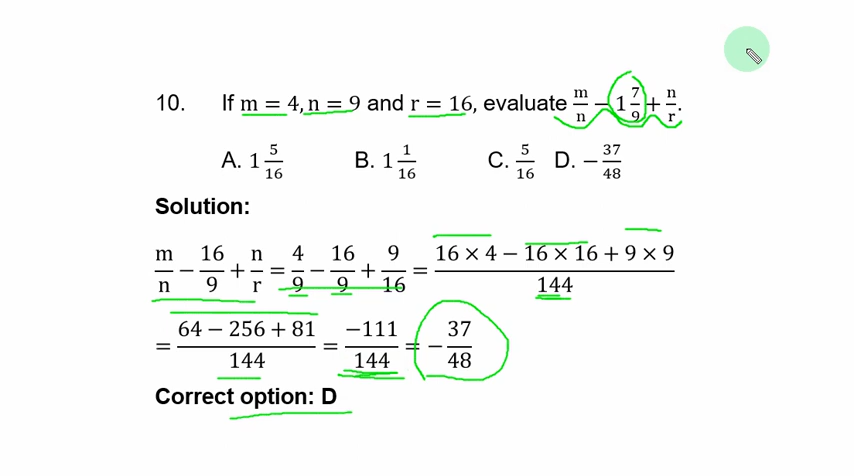 10. If m = 4, n = 9 and r = 16, evaluate m/n − 1 7/9 + n/r.
A. 1 5/16 B. 1 1/16 C. 5/16 D. − 37/48
Solution:
m/n − 16/9 + n/r = 4/9 − 16/9 + 9/16 = (16 × 4 − 16 × 16 + 9 × 9)/144
= (64 − 256 + 81)/144 = −111/144 = − 37/48
Correct option: D